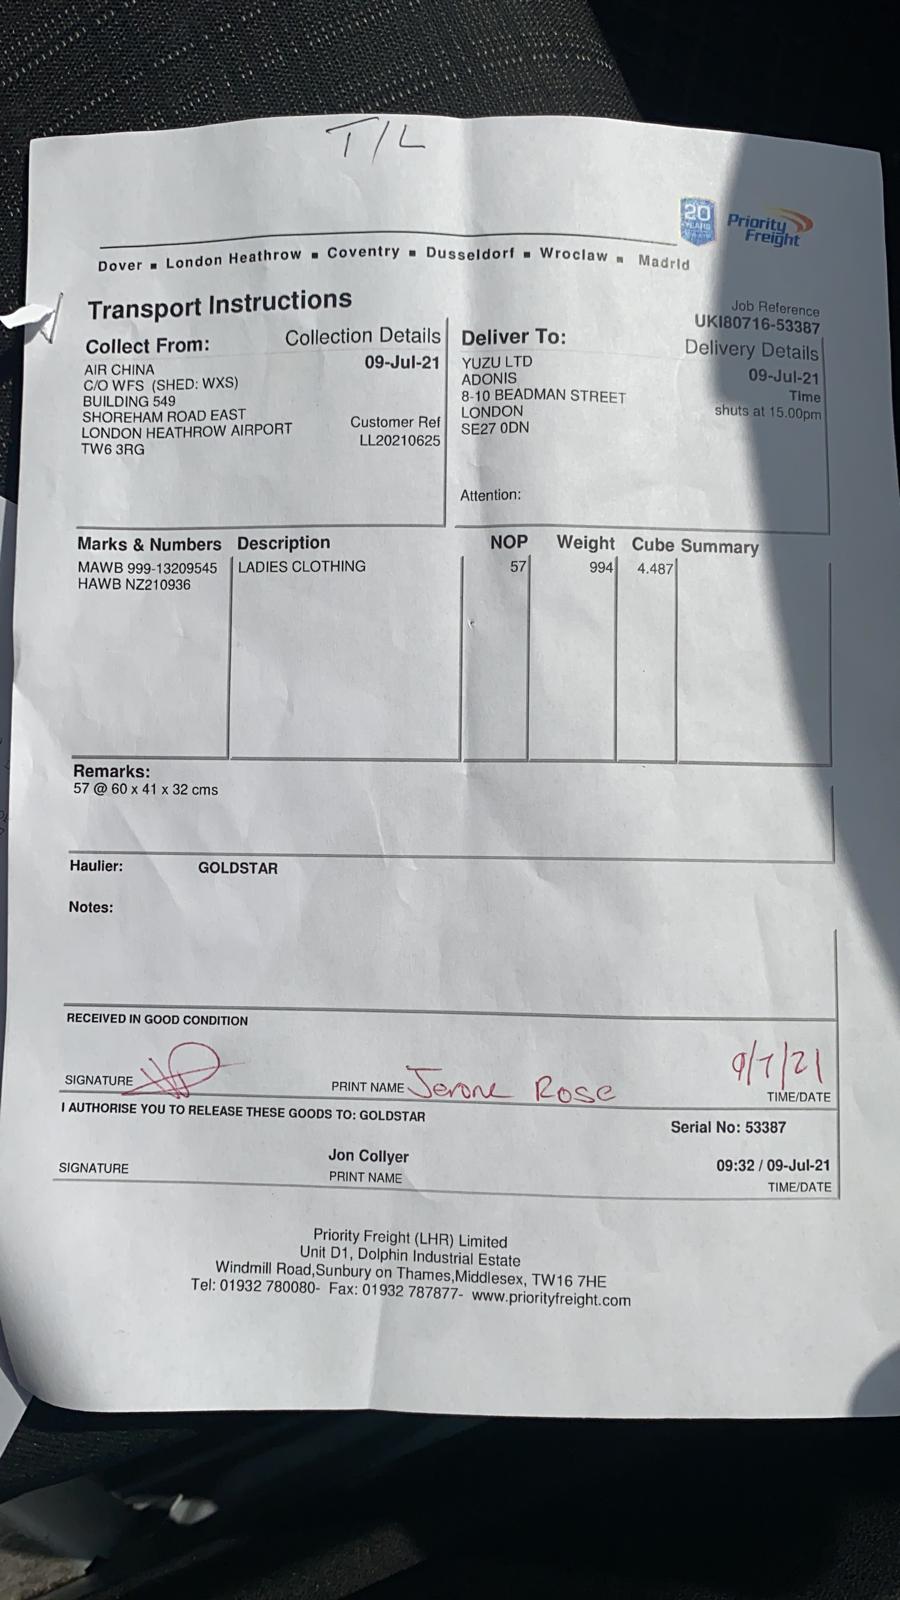 T/L
20 YEARS
Priority Freight
Dover ▪ London Heathrow ▪ Coventry ▪ Dusseldorf ▪ Wroclaw ▪ Madrid
Transport Instructions
Job Reference
UKI80716-53387
Collect From: Collection Details
09-Jul-21
AIR CHINA
C/O WFS (SHED: WXS)
BUILDING 549
SHOREHAM ROAD EAST
LONDON HEATHROW AIRPORT
TW6 3RG
Customer Ref
LL20210625
Deliver To: Delivery Details
YUZU LTD
ADONIS
8-10 BEADMAN STREET
LONDON
SE27 0DN
09-Jul-21
Time
shuts at 15.00pm
Attention:
Marks & Numbers Description NOP Weight Cube Summary
MAWB 999-13209545 LADIES CLOTHING 57 994 4.487
HAWB NZ210936
Remarks:
57 @ 60 x 41 x 32 cms
Haulier: GOLDSTAR
Notes:
RECEIVED IN GOOD CONDITION
SIGNATURE PRINT NAME Jerone Rose 9/7/21
TIME/DATE
I AUTHORISE YOU TO RELEASE THESE GOODS TO: GOLDSTAR
Serial No: 53387
Jon Collyer 09:32 / 09-Jul-21
SIGNATURE PRINT NAME TIME/DATE
Priority Freight (LHR) Limited
Unit D1, Dolphin Industrial Estate
Windmill Road,Sunbury on Thames,Middlesex, TW16 7HE
Tel: 01932 780080- Fax: 01932 787877- www.priorityfreight.com